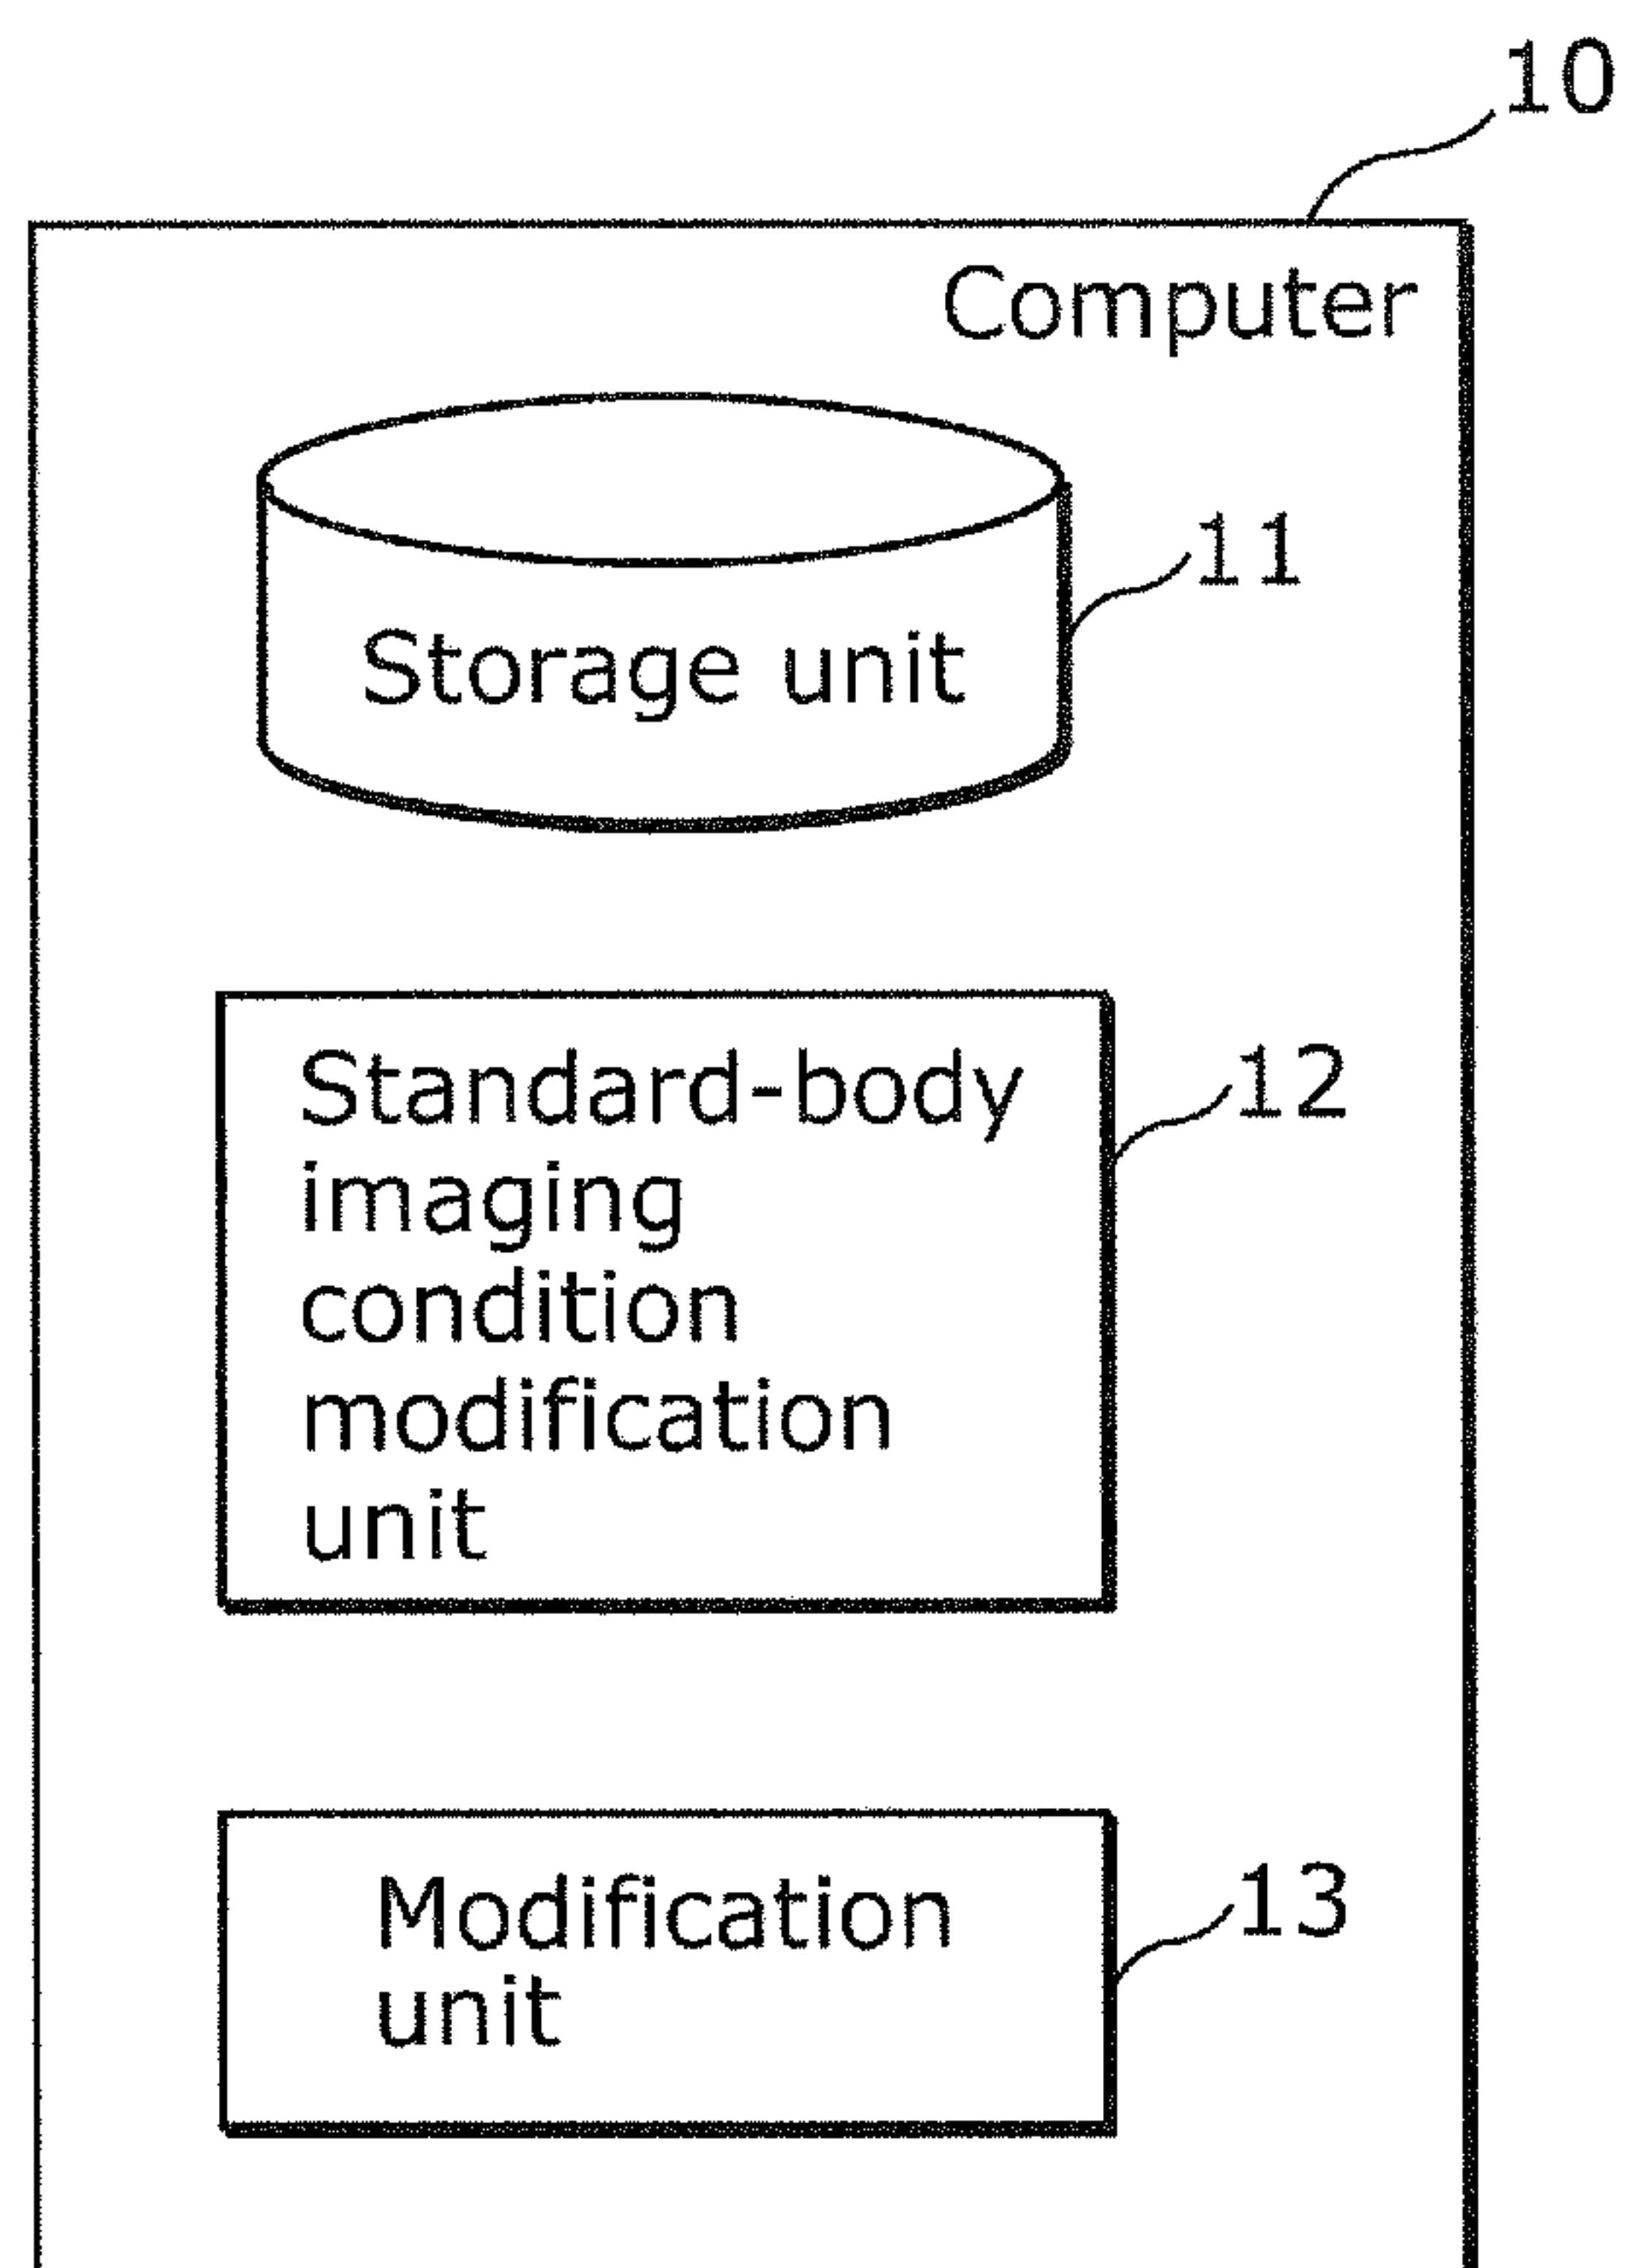 10
Computer
11
Storage unit
Standard-body
12
imaging
condition
modification
unit
Modification
13
unit